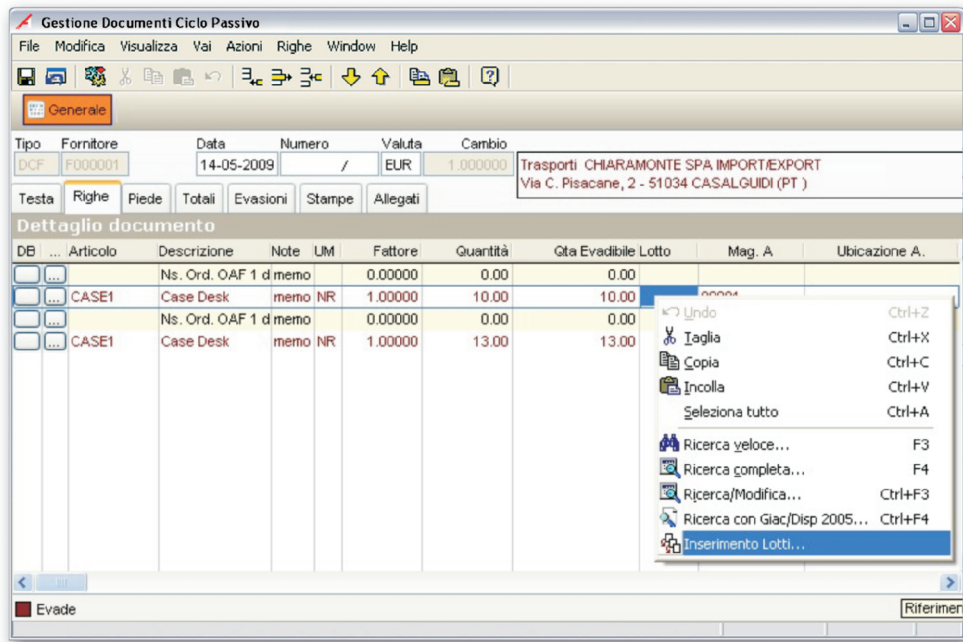 Gestione Documenti Ciclo Passivo
File Modifica Visualizza Vai Azioni Righe Window Help
Generale
Tipo Fornitore Data Numero Valuta Cambio
DCF F000001 14-05-2009 / EUR 1.000000
Trasporti CHIARAMONTE SPA IMPORT/EXPORT
Via C. Pisacane, 2 - 51034 CASALGUIDI (PT )
Testa Righe Piede Totali Evasioni Stampe Allegati
Dettaglio documento
DB ... Articolo Descrizione Note UM Fattore Quantità Qta Evadibile Lotto Mag. A Ubicazione A.
... Ns. Ord. OAF 1 d memo 0.00000 0.00 0.00
... CASE1 Case Desk memo NR 1.00000 10.00 10.00 00001
... Ns. Ord. OAF 1 d memo 0.00000 0.00 0.00
... CASE1 Case Desk memo NR 1.00000 13.00 13.00
Undo Ctrl+Z
Taglia Ctrl+X
Copia Ctrl+C
Incolla Ctrl+V
Seleziona tutto Ctrl+A
Ricerca veloce... F3
Ricerca completa... F4
Ricerca/Modifica... Ctrl+F3
Ricerca con Giac/Disp 2005... Ctrl+F4
Inserimento Lotti...
Evade
Riferimen